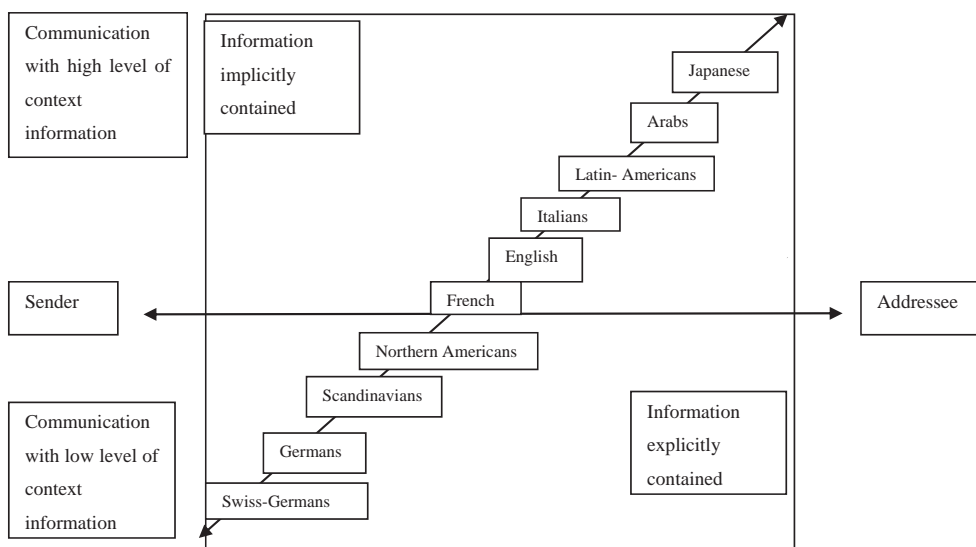 Communication
with high level of
context
information
Information
implicitly
contained
Japanese
Arabs
Latin- Americans
Italians
English
Sender
French
Addressee
Northern Americans
Scandinavians
Communication
with low level of
context
information
Information
explicitly
contained
Germans
Swiss-Germans